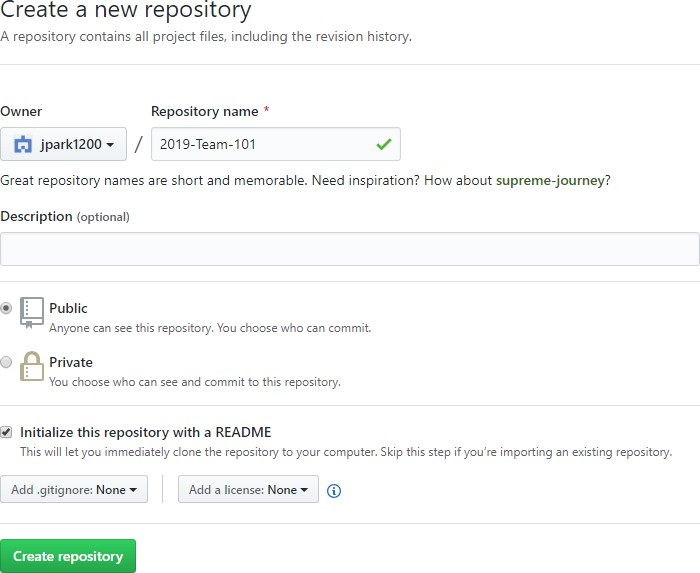 Create a new repository
A repository contains all project files, including the revision history.
Owner
Repository name *
jpark1200
/
2019-Team-101
Great repository names are short and memorable. Need inspiration? How about supreme-journey?
Description (optional)
Public
Anyone can see this repository. You choose who can commit.
Private
You choose who can see and commit to this repository.
Initialize this repository with a README
This will let you immediately clone the repository to your computer. Skip this step if you're importing an existing repository.
Add .gitignore: None
Add a license: None
Create repository